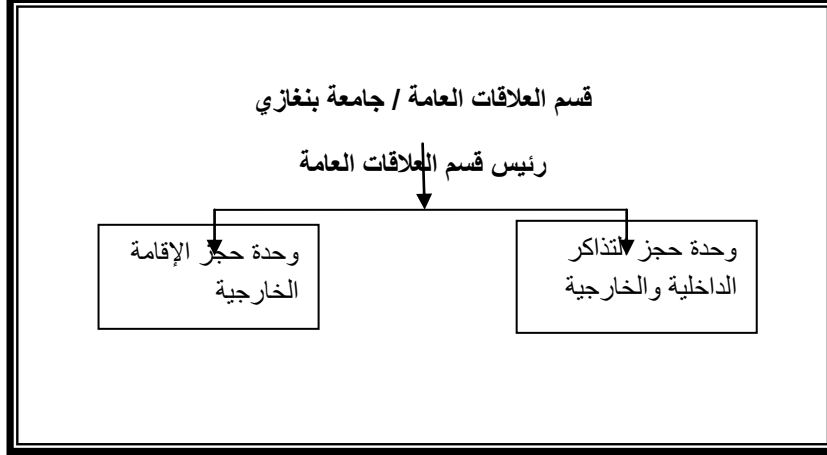 قسم العلاقات العامة / جامعة بنغازي
رئيس قسم العلاقات العامة
وحدة حجز التذاكر
الداخلية والخارجية
وحدة حجز الإقامة
الخارجية